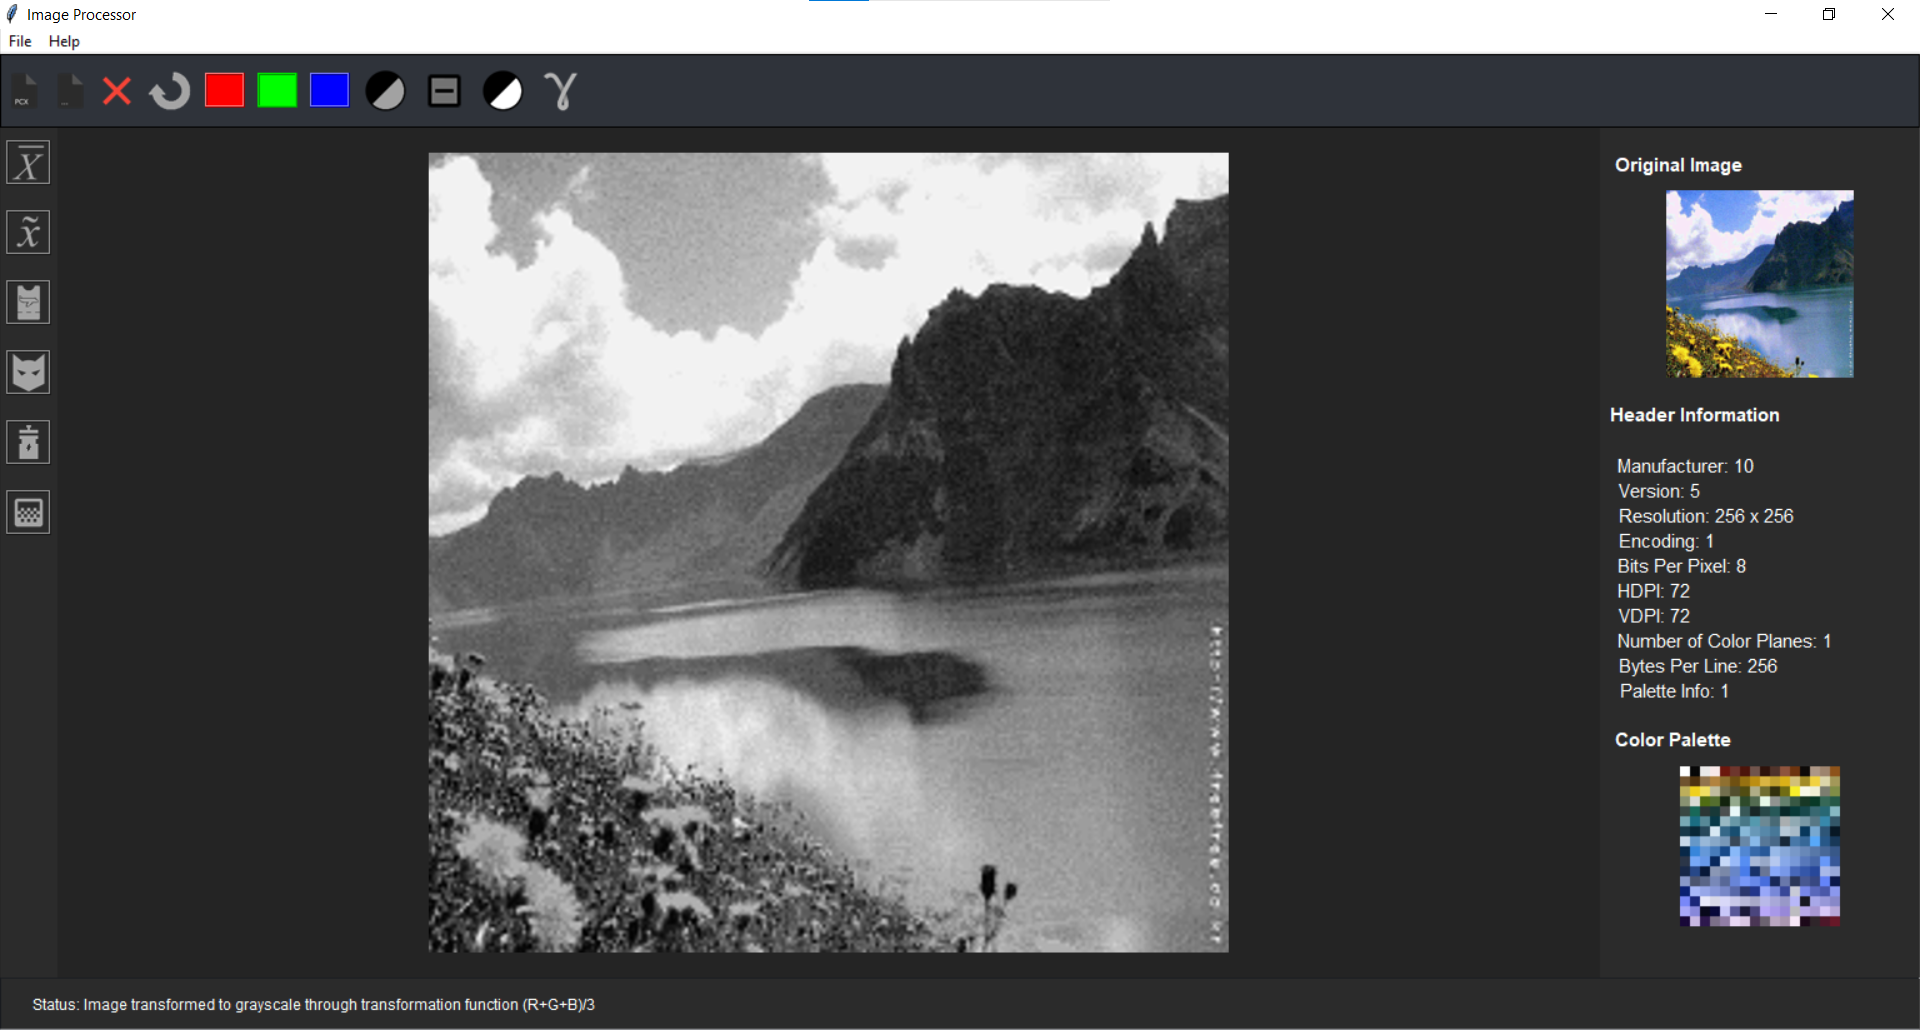 Image Processor
File Help
PCX
X
x̃
γ
Original Image
Header Information
Manufacturer: 10
Version: 5
Resolution: 256 x 256
Encoding: 1
Bits Per Pixel: 8
HDPI: 72
VDPI: 72
Number of Color Planes: 1
Bytes Per Line: 256
Palette Info: 1
Color Palette
Status: Image transformed to grayscale through transformation function (R+G+B)/3